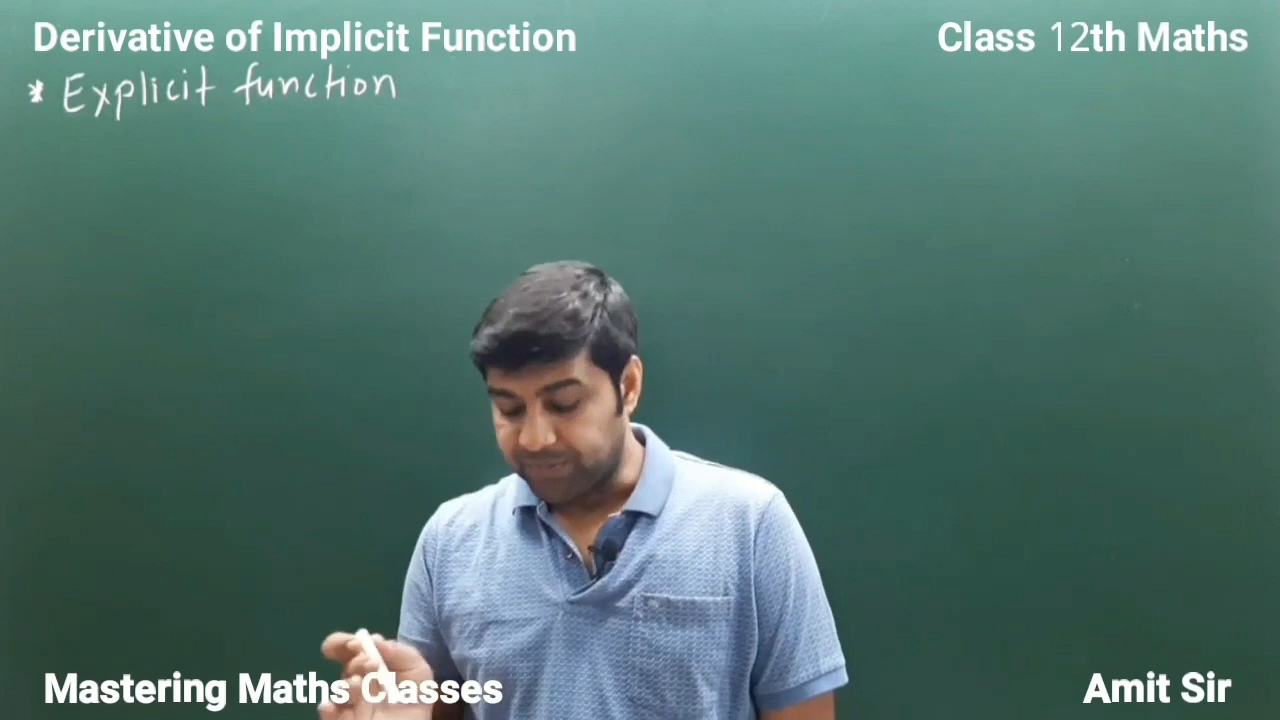 Derivative of Implicit Function
Class 12th Maths
* Explicit function
Mastering Maths Classes
Amit Sir